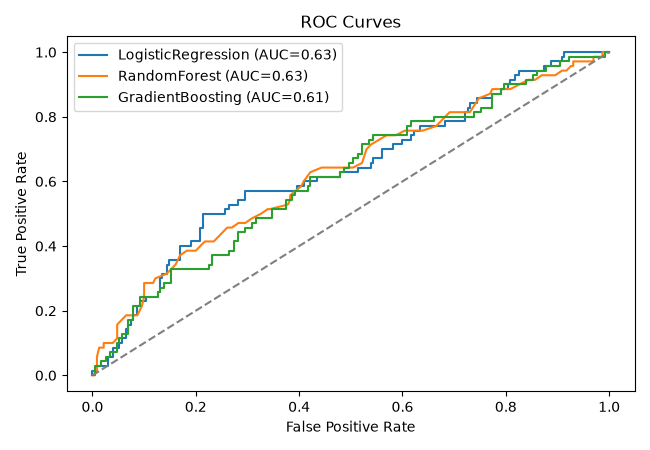 ROC Curves
LogisticRegression (AUC=0.63)
RandomForest (AUC=0.63)
GradientBoosting (AUC=0.61)
True Positive Rate
1.0
0.8
0.6
0.4
0.2
0.0
0.0 0.2 0.4 0.6 0.8 1.0
False Positive Rate